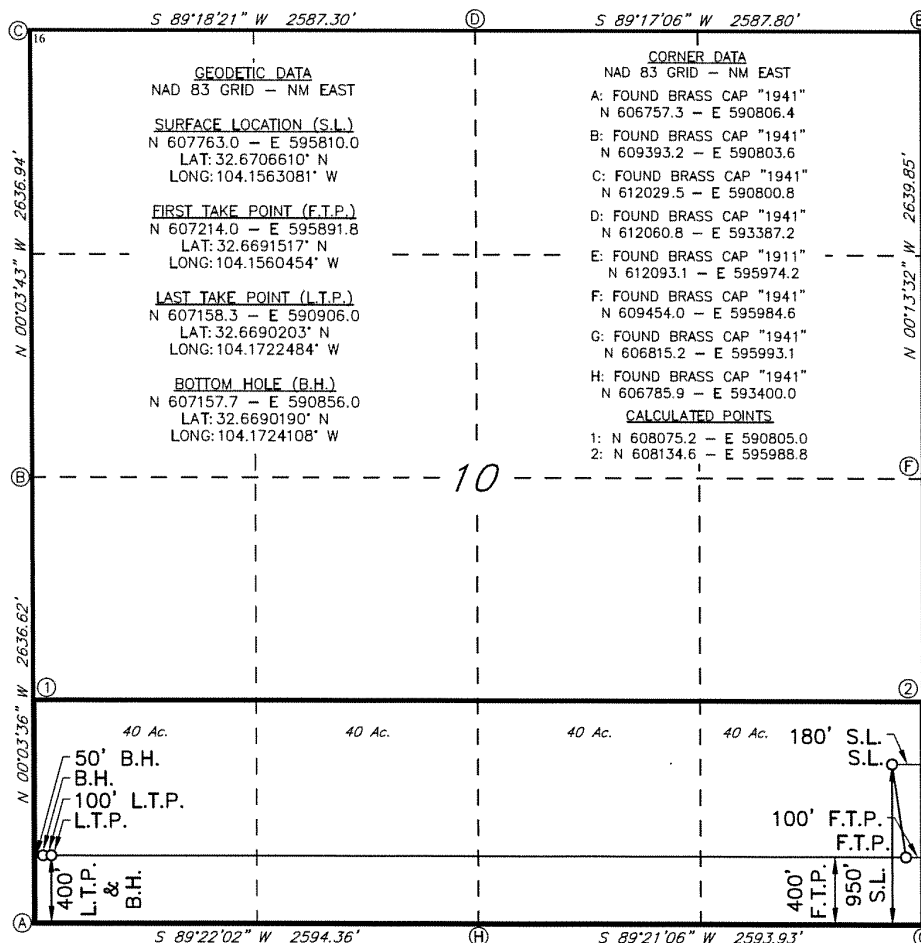 S 89°18'21" W 2587.30'
S 89°17'06" W 2587.80'
C
D
E
16
GEODETIC DATA
NAD 83 GRID – NM EAST
SURFACE LOCATION (S.L.)
N 607763.0 – E 595810.0
LAT: 32.6706610° N
LONG: 104.1563081° W
FIRST TAKE POINT (F.T.P.)
N 607214.0 – E 595891.8
LAT: 32.6691517° N
LONG: 104.1560454° W
LAST TAKE POINT (L.T.P.)
N 607158.3 – E 590906.0
LAT: 32.6690203° N
LONG: 104.1722484° W
BOTTOM HOLE (B.H.)
N 607157.7 – E 590856.0
LAT: 32.6690190° N
LONG: 104.1724108° W
CORNER DATA
NAD 83 GRID – NM EAST
A: FOUND BRASS CAP "1941"
N 606757.3 – E 590806.4
B: FOUND BRASS CAP "1941"
N 609393.2 – E 590803.6
C: FOUND BRASS CAP "1941"
N 612029.5 – E 590800.8
D: FOUND BRASS CAP "1941"
N 612060.8 – E 593387.2
E: FOUND BRASS CAP "1911"
N 612093.1 – E 595974.2
F: FOUND BRASS CAP "1941"
N 609454.0 – E 595984.6
G: FOUND BRASS CAP "1941"
N 606815.2 – E 595993.1
H: FOUND BRASS CAP "1941"
N 606785.9 – E 593400.0
CALCULATED POINTS
1: N 608075.2 – E 590805.0
2: N 608134.6 – E 595988.8
N 00°03'43" W 2636.94'
N 00°13'32" W 2639.85'
B
10
F
N 00°03'36" W 2636.62'
1
2
40 Ac.
40 Ac.
40 Ac.
40 Ac.
180' S.L.
S.L.
50' B.H.
B.H.
100' L.T.P.
L.T.P.
100' F.T.P.
F.T.P.
400'
L.T.P.
&
B.H.
400'
F.T.P.
950'
S.L.
A
S 89°22'02" W 2594.36'
H
S 89°21'06" W 2593.93'